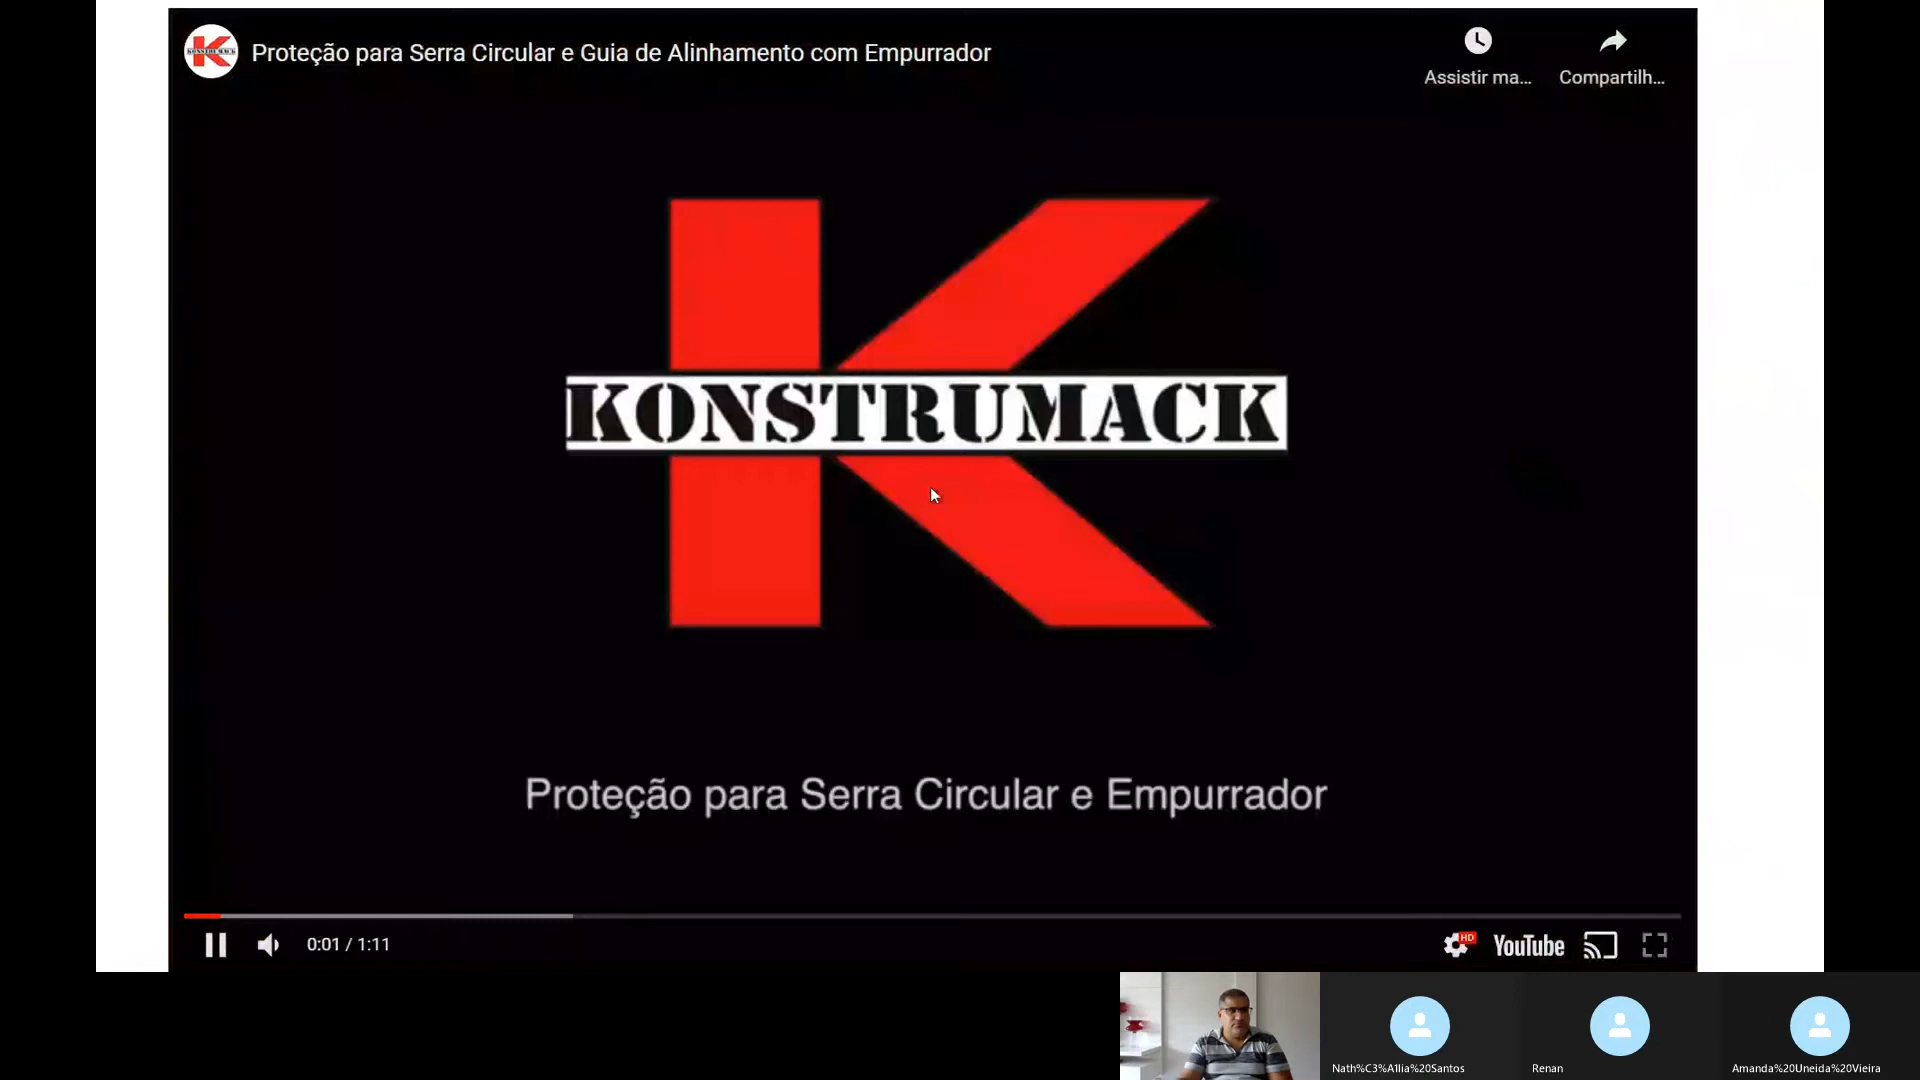 Proteção para Serra Circular e Guia de Alinhamento com Empurrador
Assistir ma...
Compartilh...
KONSTRUMACK
KONSTRUMACK
Proteção para Serra Circular e Empurrador
0:01 / 1:11
HD
YouTube
Nath%C3%A1lia%20Santos
Renan
Amanda%20Uneida%20Vieira